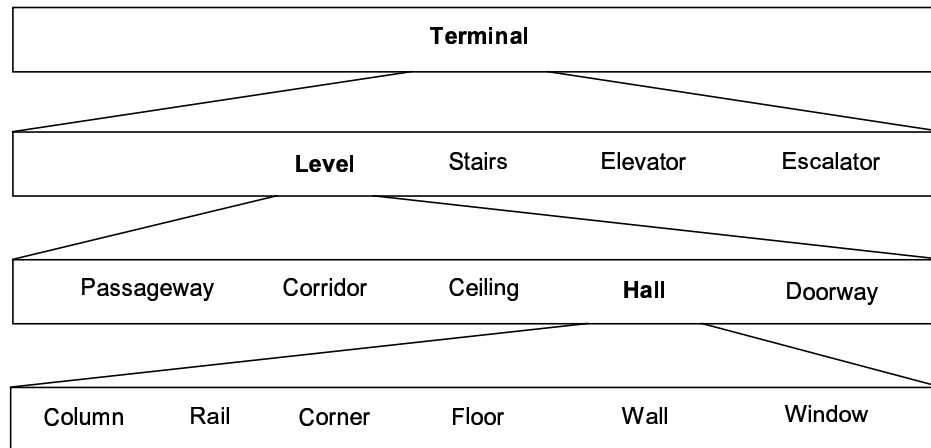 Terminal
Level Stairs Elevator Escalator
Passageway Corridor Ceiling Hall Doorway
Column Rail Corner Floor Wall Window